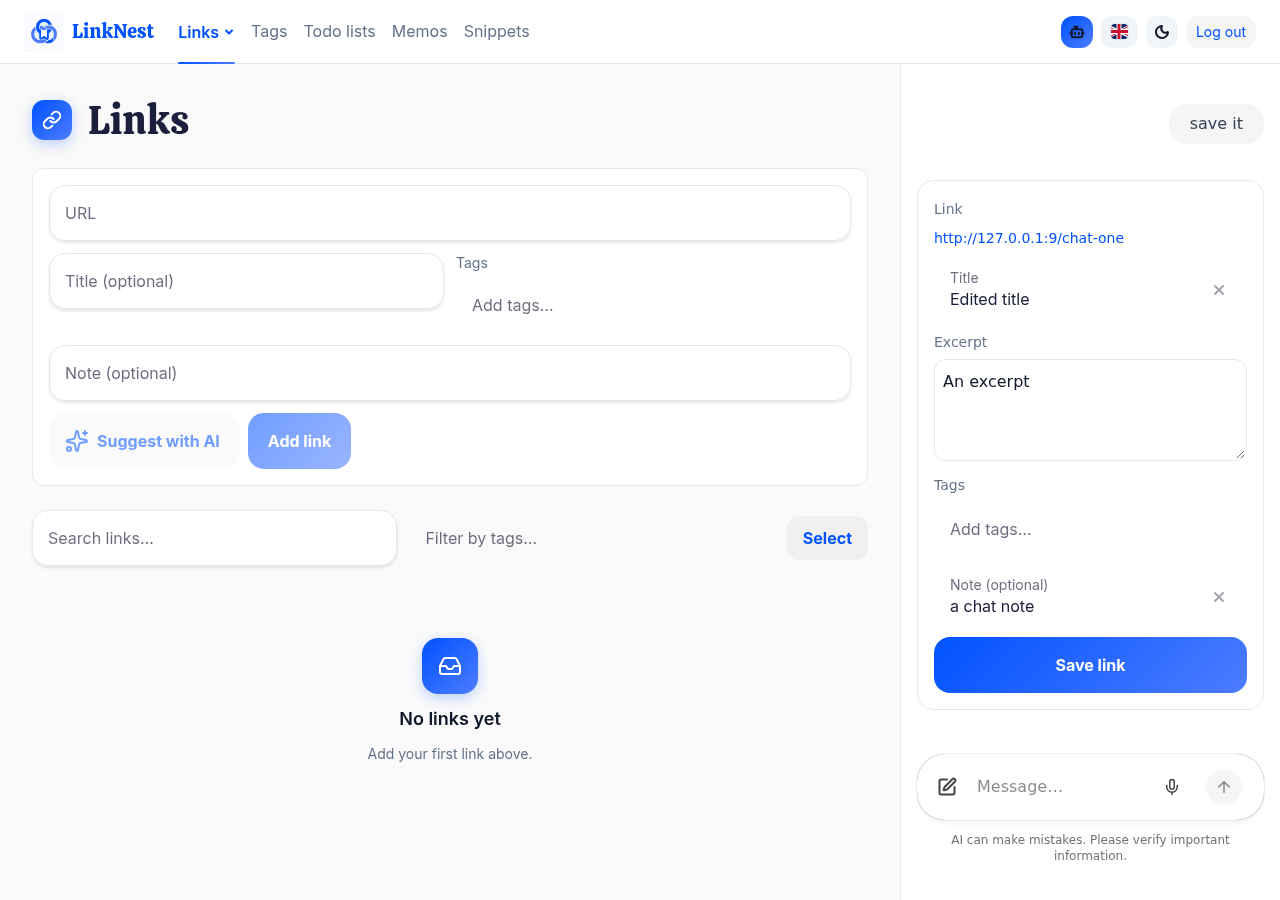 LinkNest
Links
Tags
Todo lists
Memos
Snippets
Log out
Links
URL
Title (optional)
Tags
Add tags...
Note (optional)
Suggest with AI
Add link
Search links...
Filter by tags...
Select
No links yet
Add your first link above.
save it
Link
http://127.0.0.1:9/chat-one
Title
Edited title
Excerpt
An excerpt
Tags
Add tags...
Note (optional)
a chat note
Save link
Message...
AI can make mistakes. Please verify important
information.